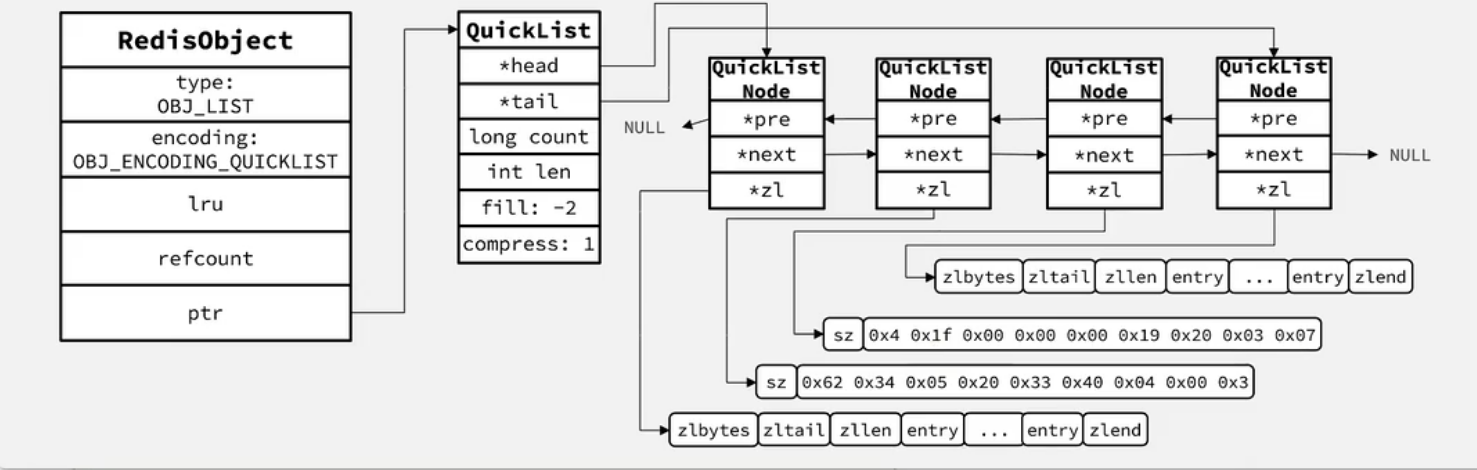 RedisObject
type:
OBJ_LIST
encoding:
OBJ_ENCODING_QUICKLIST
lru
refcount
ptr
QuickList
*head
*tail
long count
int len
fill: -2
compress: 1
NULL
QuickList
Node
*pre
*next
*zl
QuickList
Node
*pre
*next
*zl
QuickList
Node
*pre
*next
*zl
QuickList
Node
*pre
*next
*zl
NULL
zlbytes zltail zllen entry ... entry zlend
sz 0x4 0x1f 0x00 0x00 0x00 0x19 0x20 0x03 0x07
sz 0x62 0x34 0x05 0x20 0x33 0x40 0x04 0x00 0x3
zlbytes zltail zllen entry ... entry zlend